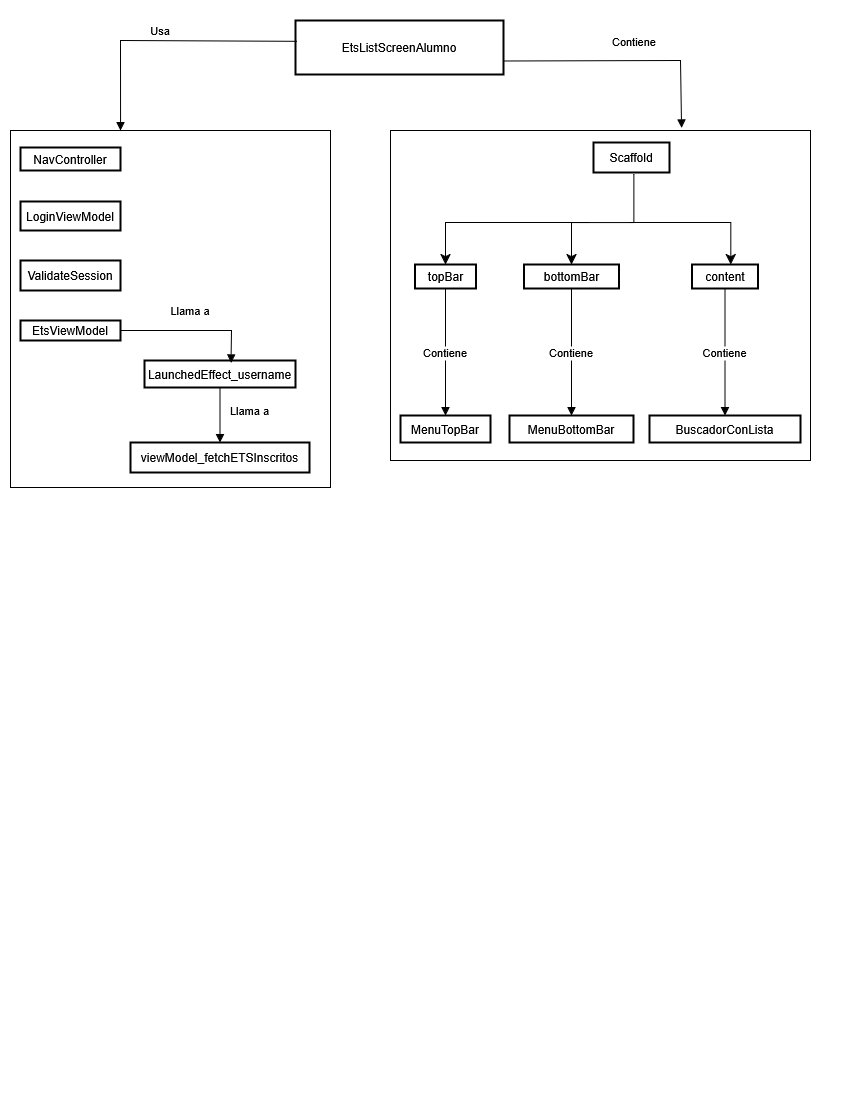 Usa
EtsListScreenAlumno
Contiene
NavController
LoginViewModel
ValidateSession
EtsViewModel
Llama a
LaunchedEffect_username
Llama a
viewModel_fetchETSInscritos
Scaffold
topBar
bottomBar
content
Contiene
Contiene
Contiene
MenuTopBar
MenuBottomBar
BuscadorConLista